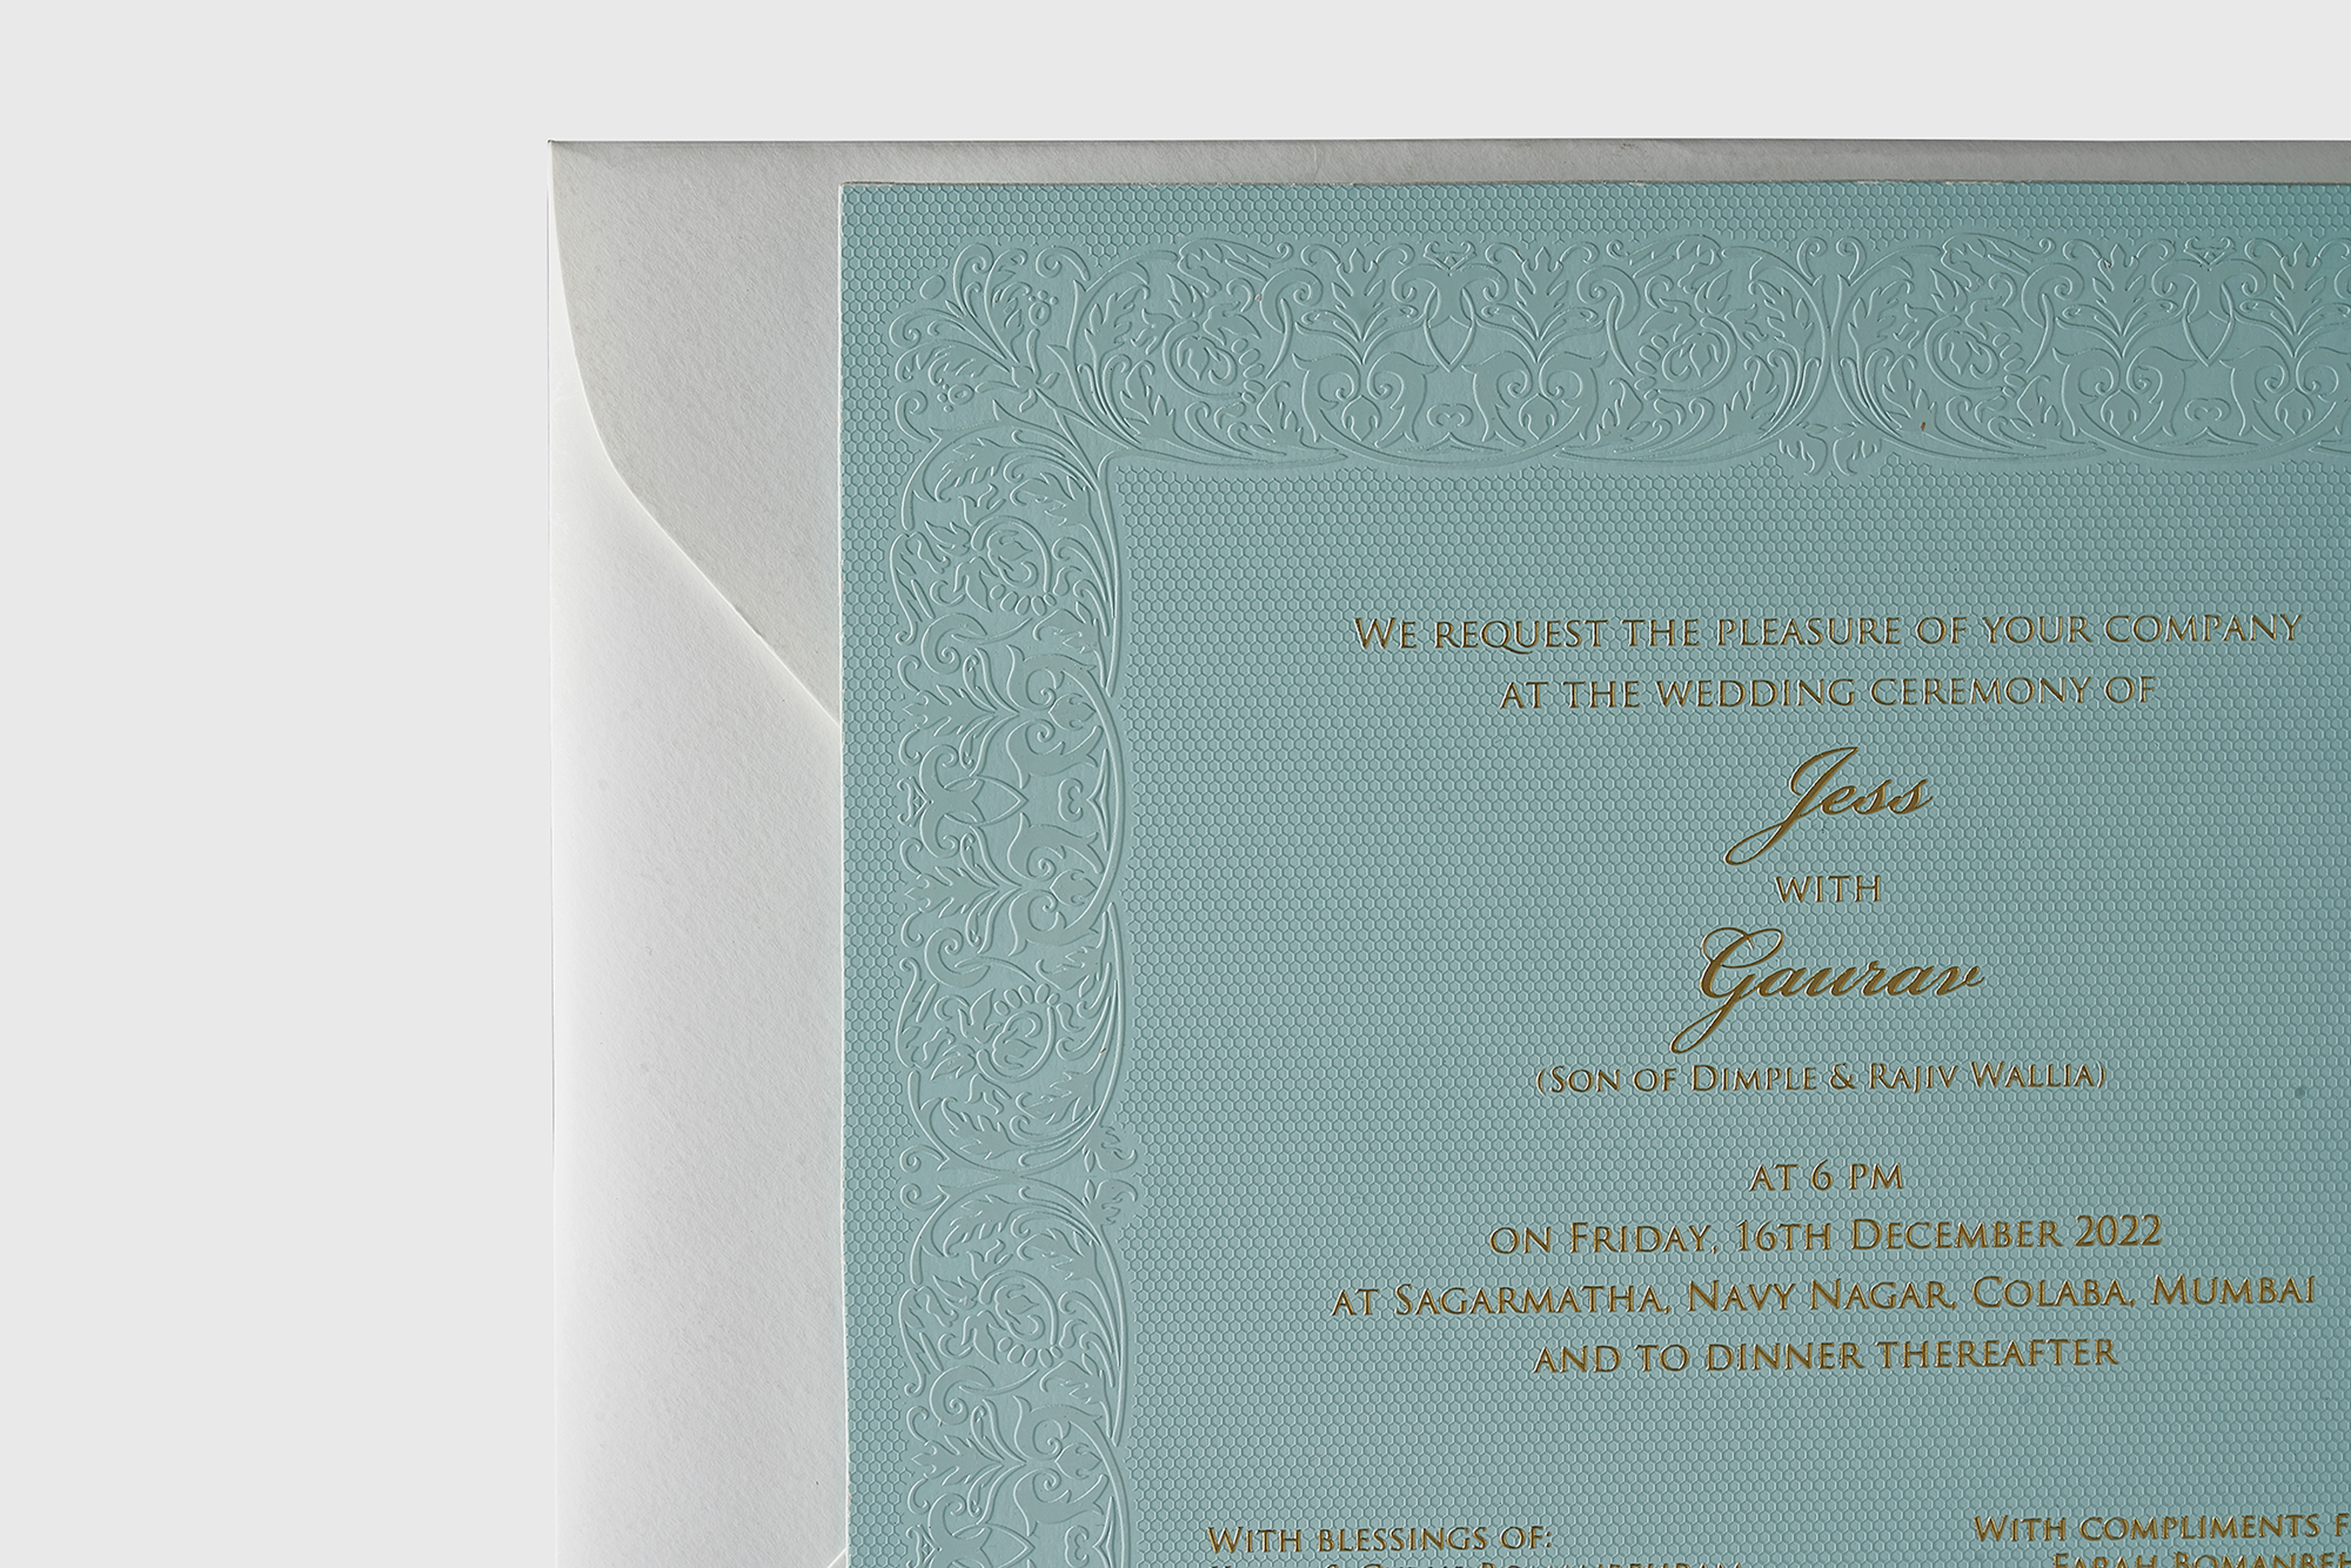 We request the pleasure of your company
at the wedding ceremony of
Jess
with
Gaurav
(Son of Dimple & Rajiv Wallia)
at 6 pm
on Friday, 16th December 2022
at Sagarmatha, Navy Nagar, Colaba, Mumbai
and to dinner thereafter
With blessings of:
With compliments